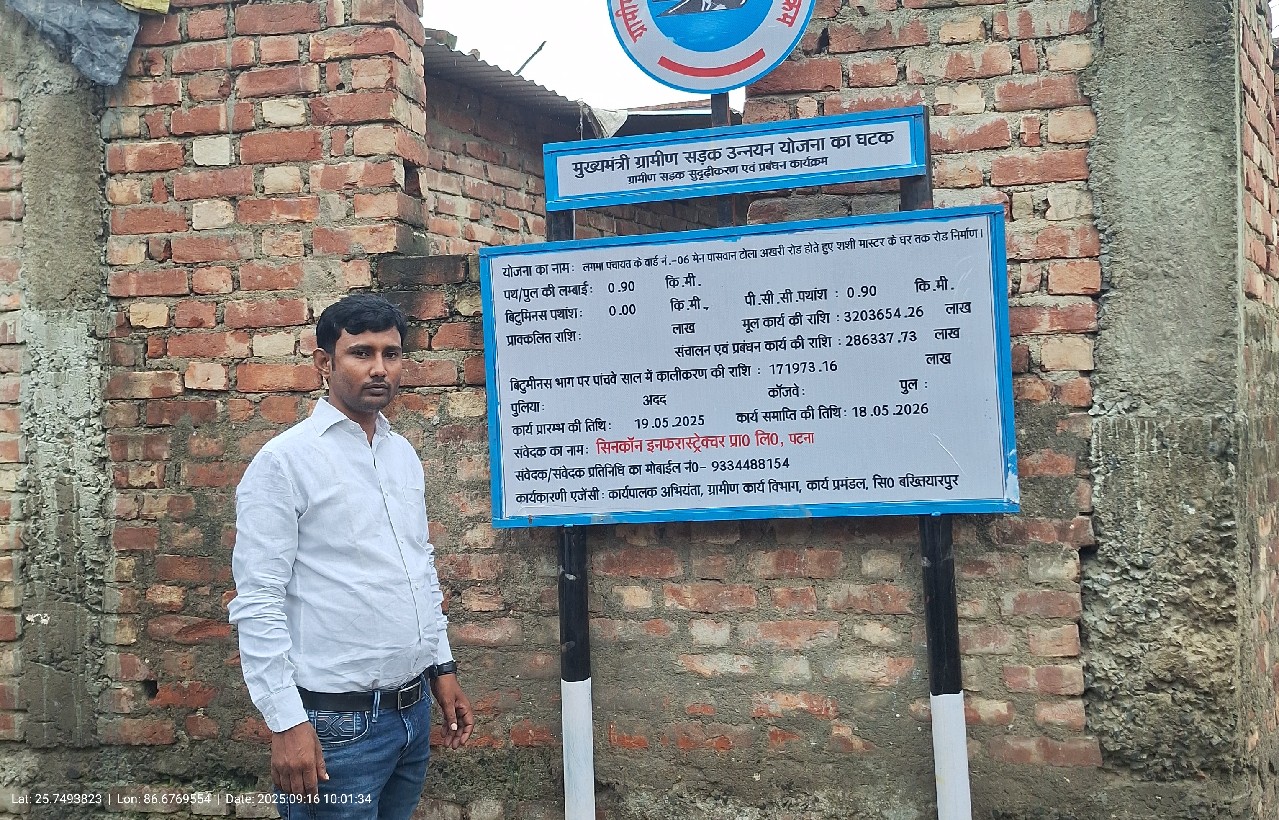 मुख्यमंत्री ग्रामीण सड़क उन्नयन योजना का घटक
ग्रामीण सड़क सुदृढीकरण एवं प्रबंधन कार्यक्रम
योजना का नाम: लगमा पंचायत के वार्ड नं.-06 मेन पासवान टोला अखरी रोड होते हुए शशी मास्टर के घर तक रोड निर्माण।
पथ/पुल की लम्बाई: 0.90 कि.मी.
बिटुमिनस पथांश: 0.00 कि.मी., पी.सी.सी.पथांश : 0.90 कि.मी.
प्राक्कलित राशि: लाख मूल कार्य की राशि : 3203654.26 लाख
संचालन एवं प्रबंधन कार्य की राशि : 286337.73 लाख
बिटुमीनस भाग पर पांचवे साल में कालीकरण की राशि : 171973.16 लाख
पुलिया: अदद कॉजवे: पुल :
कार्य प्रारम्भ की तिथि: 19.05.2025 कार्य समाप्ति की तिथि: 18.05.2026
संवेदक का नाम: सिनकॉन इनफरास्ट्रेक्चर प्रा0 लि0, पटना
संवेदक/संवेदक प्रतिनिधि का मोबाईल नं0- 9334488154
कार्यकारणी एजेंसी: कार्यपालक अभियंता, ग्रामीण कार्य विभाग, कार्य प्रमंडल, सि0 बख्तियारपुर
Lat: 25.7493823 | Lon: 86.6769554 | Date: 2025:09:16 10:01:34